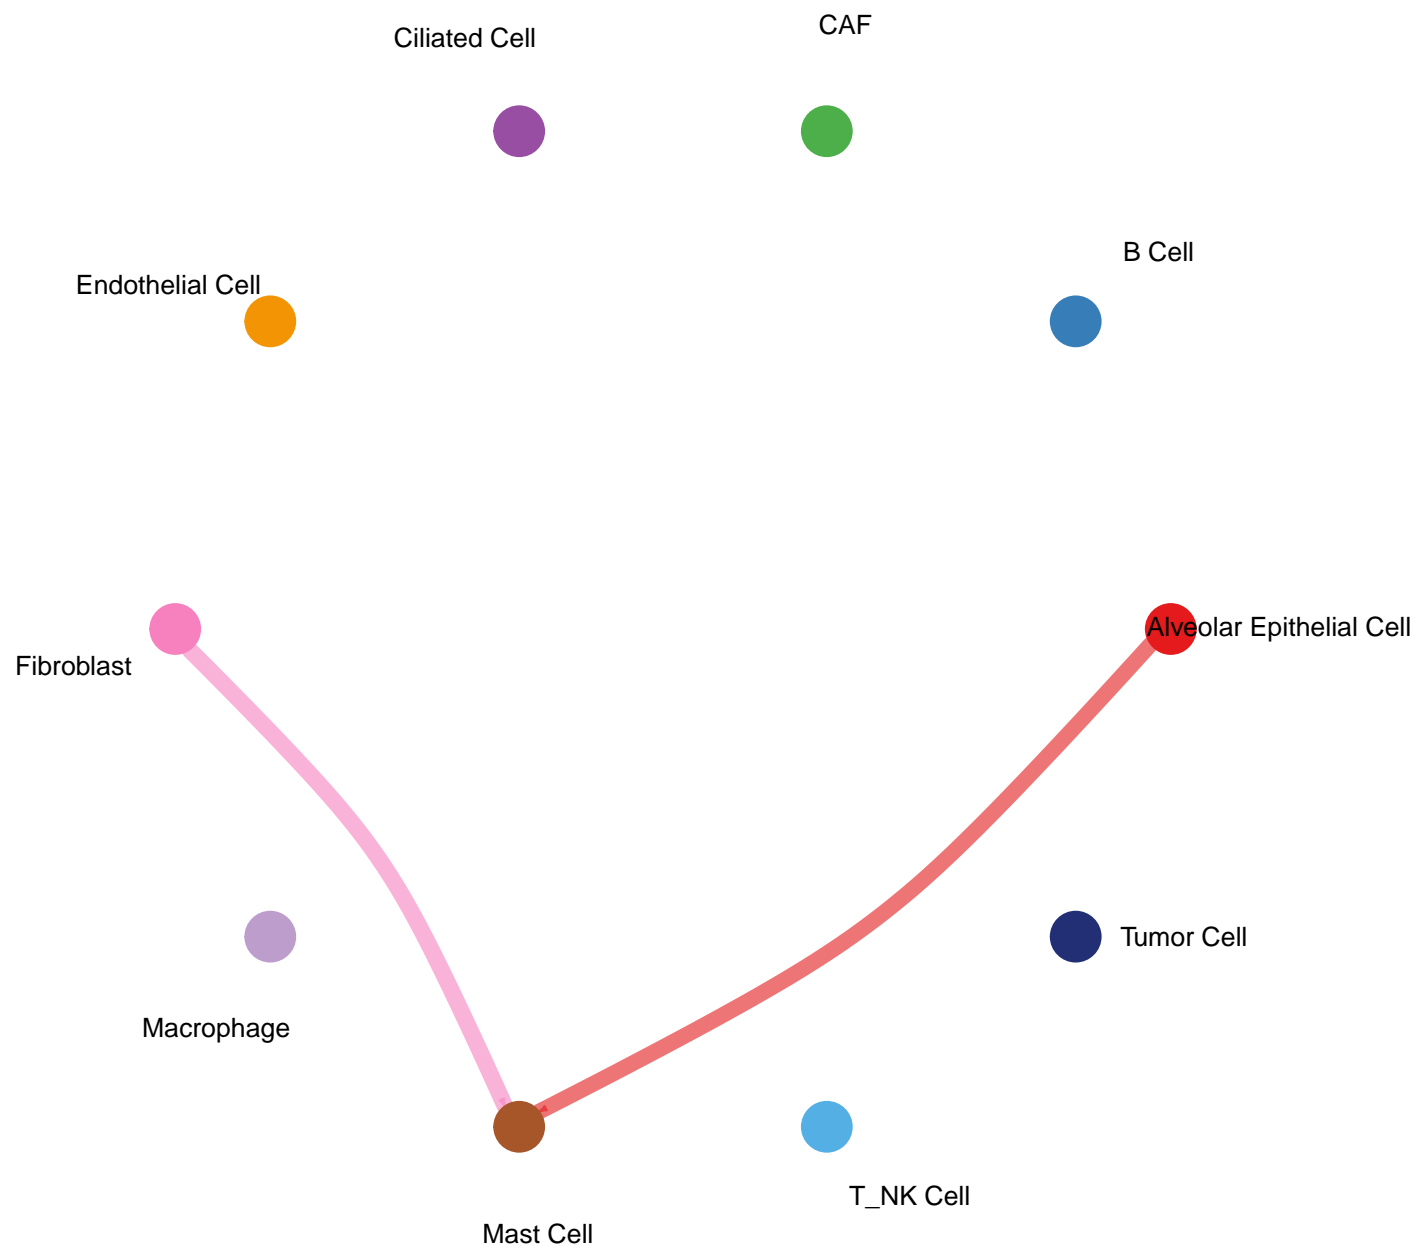 CAF
Ciliated Cell
B Cell
Endothelial Cell
Alveolar Epithelial Cell
Fibroblast
Tumor Cell
Macrophage
T_NK Cell
Mast Cell